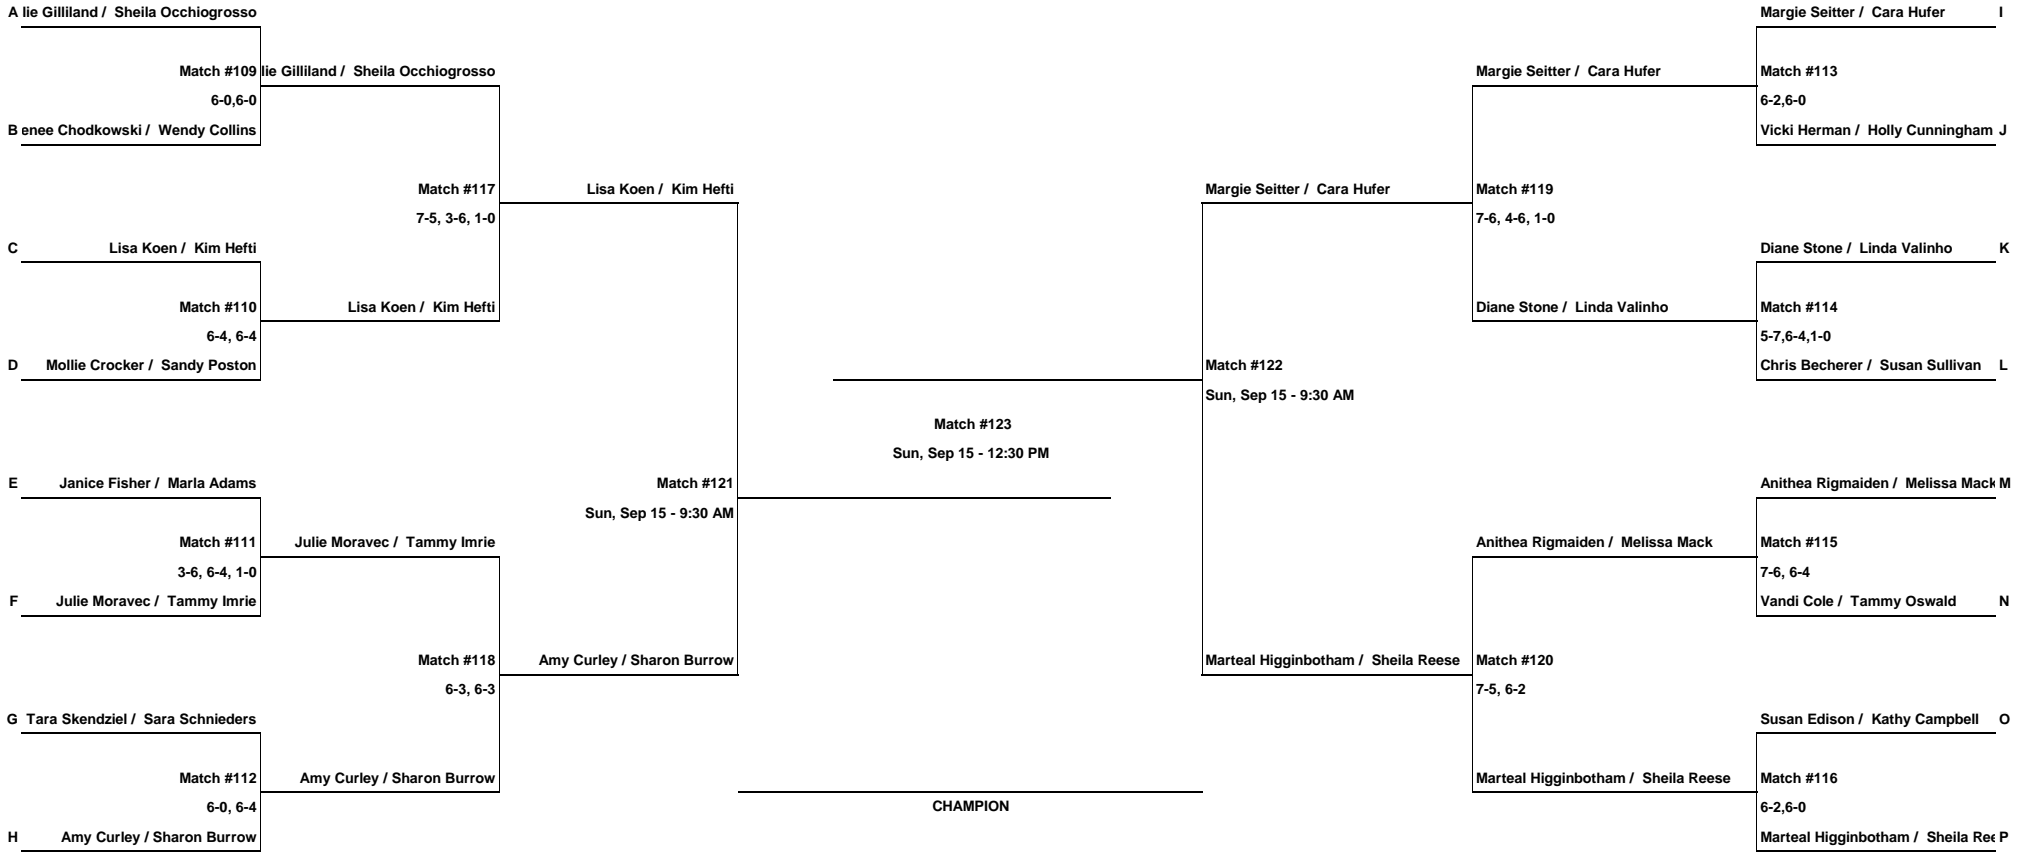 A lie Gilliland / Sheila Occhiogrosso
Match #109
6-0,6-0
B enee Chodkowski / Wendy Collins
C Lisa Koen / Kim Hefti
Match #110
6-4, 6-4
D Mollie Crocker / Sandy Poston
E Janice Fisher / Marla Adams
Match #111
3-6, 6-4, 1-0
F Julie Moravec / Tammy Imrie
G Tara Skendziel / Sara Schnieders
Match #112
6-0, 6-4
H Amy Curley / Sharon Burrow
lie Gilliland / Sheila Occhiogrosso
Match #117
7-5, 3-6, 1-0
Lisa Koen / Kim Hefti
Julie Moravec / Tammy Imrie
Match #118
6-3, 6-3
Amy Curley / Sharon Burrow
Lisa Koen / Kim Hefti
Match #121
Sun, Sep 15 - 9:30 AM
Amy Curley / Sharon Burrow
Match #123
Sun, Sep 15 - 12:30 PM
CHAMPION
Margie Seitter / Cara Hufer
Match #122
Sun, Sep 15 - 9:30 AM
Marteal Higginbotham / Sheila Reese
Margie Seitter / Cara Hufer
Match #119
7-6, 4-6, 1-0
Diane Stone / Linda Valinho
Anithea Rigmaiden / Melissa Mack
Match #120
7-5, 6-2
Marteal Higginbotham / Sheila Reese
Margie Seitter / Cara Hufer I
Match #113
6-2,6-0
Vicki Herman / Holly Cunningham J
Diane Stone / Linda Valinho K
Match #114
5-7,6-4,1-0
Chris Becherer / Susan Sullivan L
Anithea Rigmaiden / Melissa Mack M
Match #115
7-6, 6-4
Vandi Cole / Tammy Oswald N
Susan Edison / Kathy Campbell O
Match #116
6-2,6-0
Marteal Higginbotham / Sheila Ree P